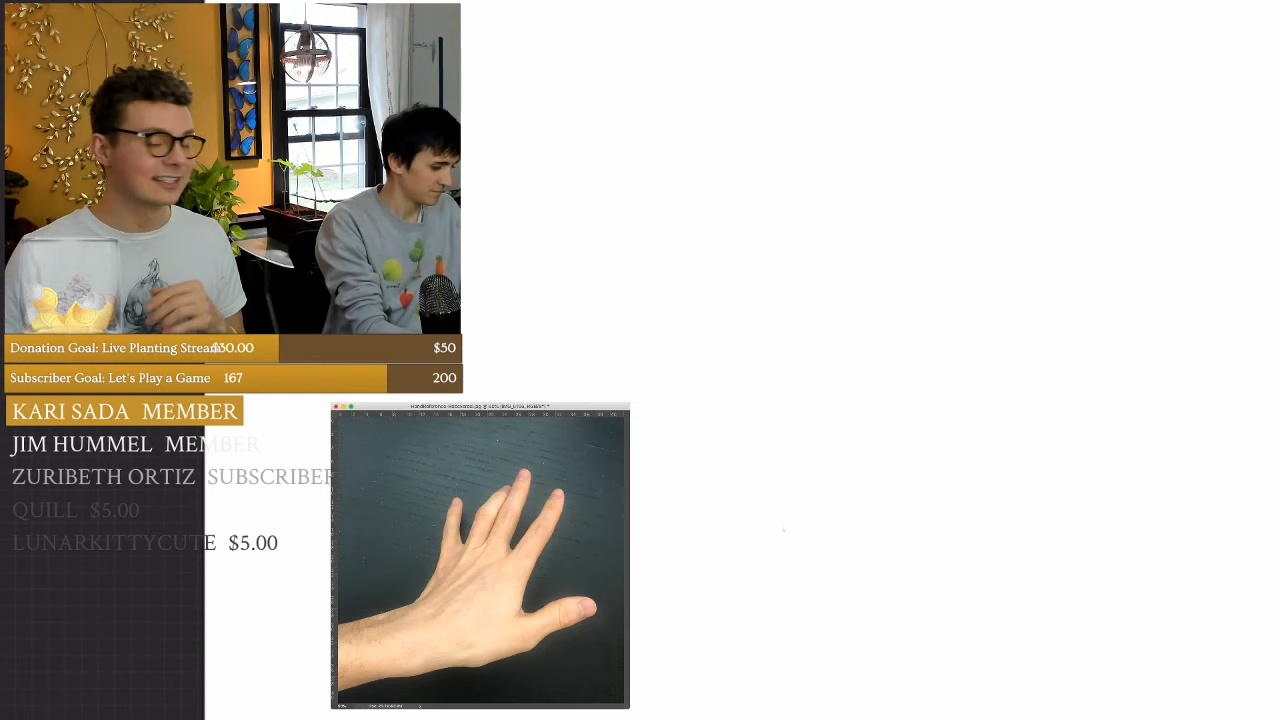 Donation Goal: Live Planting Stream $30.00 $50
Subscriber Goal: Let's Play a Game 167 200
KARI SADA MEMBER
JIM HUMMEL MEMBER
ZURIBETH ORTIZ SUBSCRIBER
QUILL $5.00
LUNARKITTYCUTE $5.00